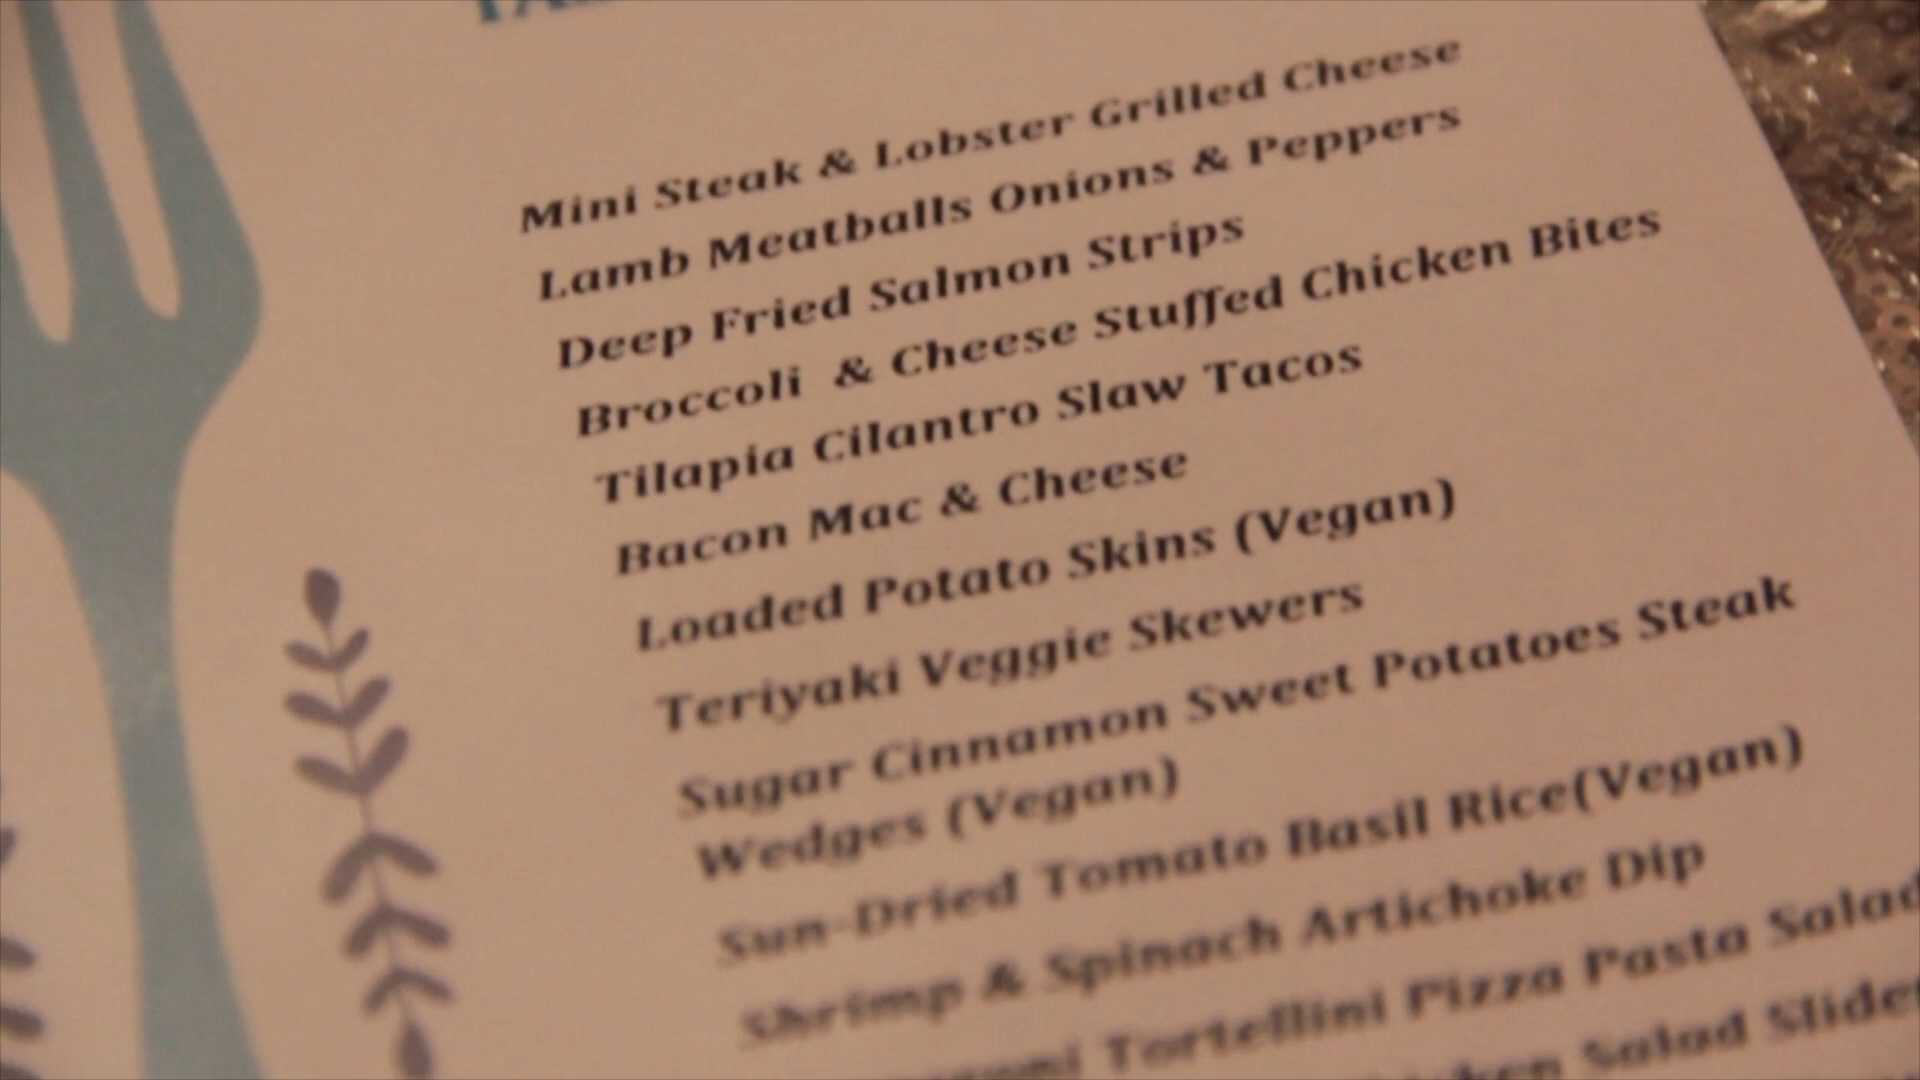 Mini Steak & Lobster Grilled Cheese
Lamb Meatballs Onions & Peppers
Deep Fried Salmon Strips
Broccoli & Cheese Stuffed Chicken Bites
Tilapia Cilantro Slaw Tacos
Bacon Mac & Cheese
Loaded Potato Skins (Vegan)
Teriyaki Veggie Skewers
Sugar Cinnamon Sweet Potatoes Steak
Wedges (Vegan)
Sun-Dried Tomato Basil Rice(Vegan)
Shrimp & Spinach Artichoke Dip
Tortellini Pizza Pasta Salad
Salad